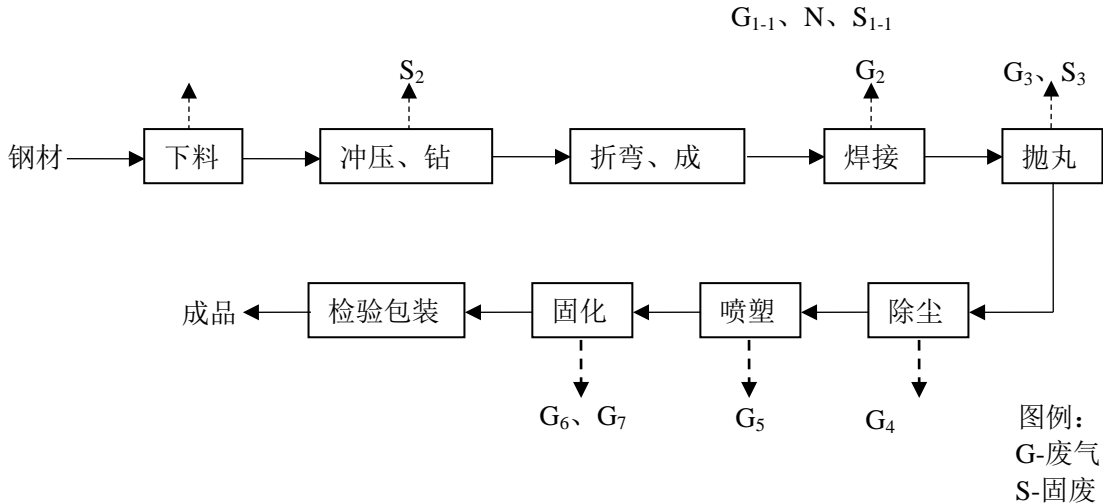 G1-1、N、S1-1
S2
G2
G3、S3
钢材
下料
冲压、钻
折弯、成
焊接
抛丸
成品
检验包装
固化
喷塑
除尘
G6、G7
G5
G4
图例：
G-废气
S-固废